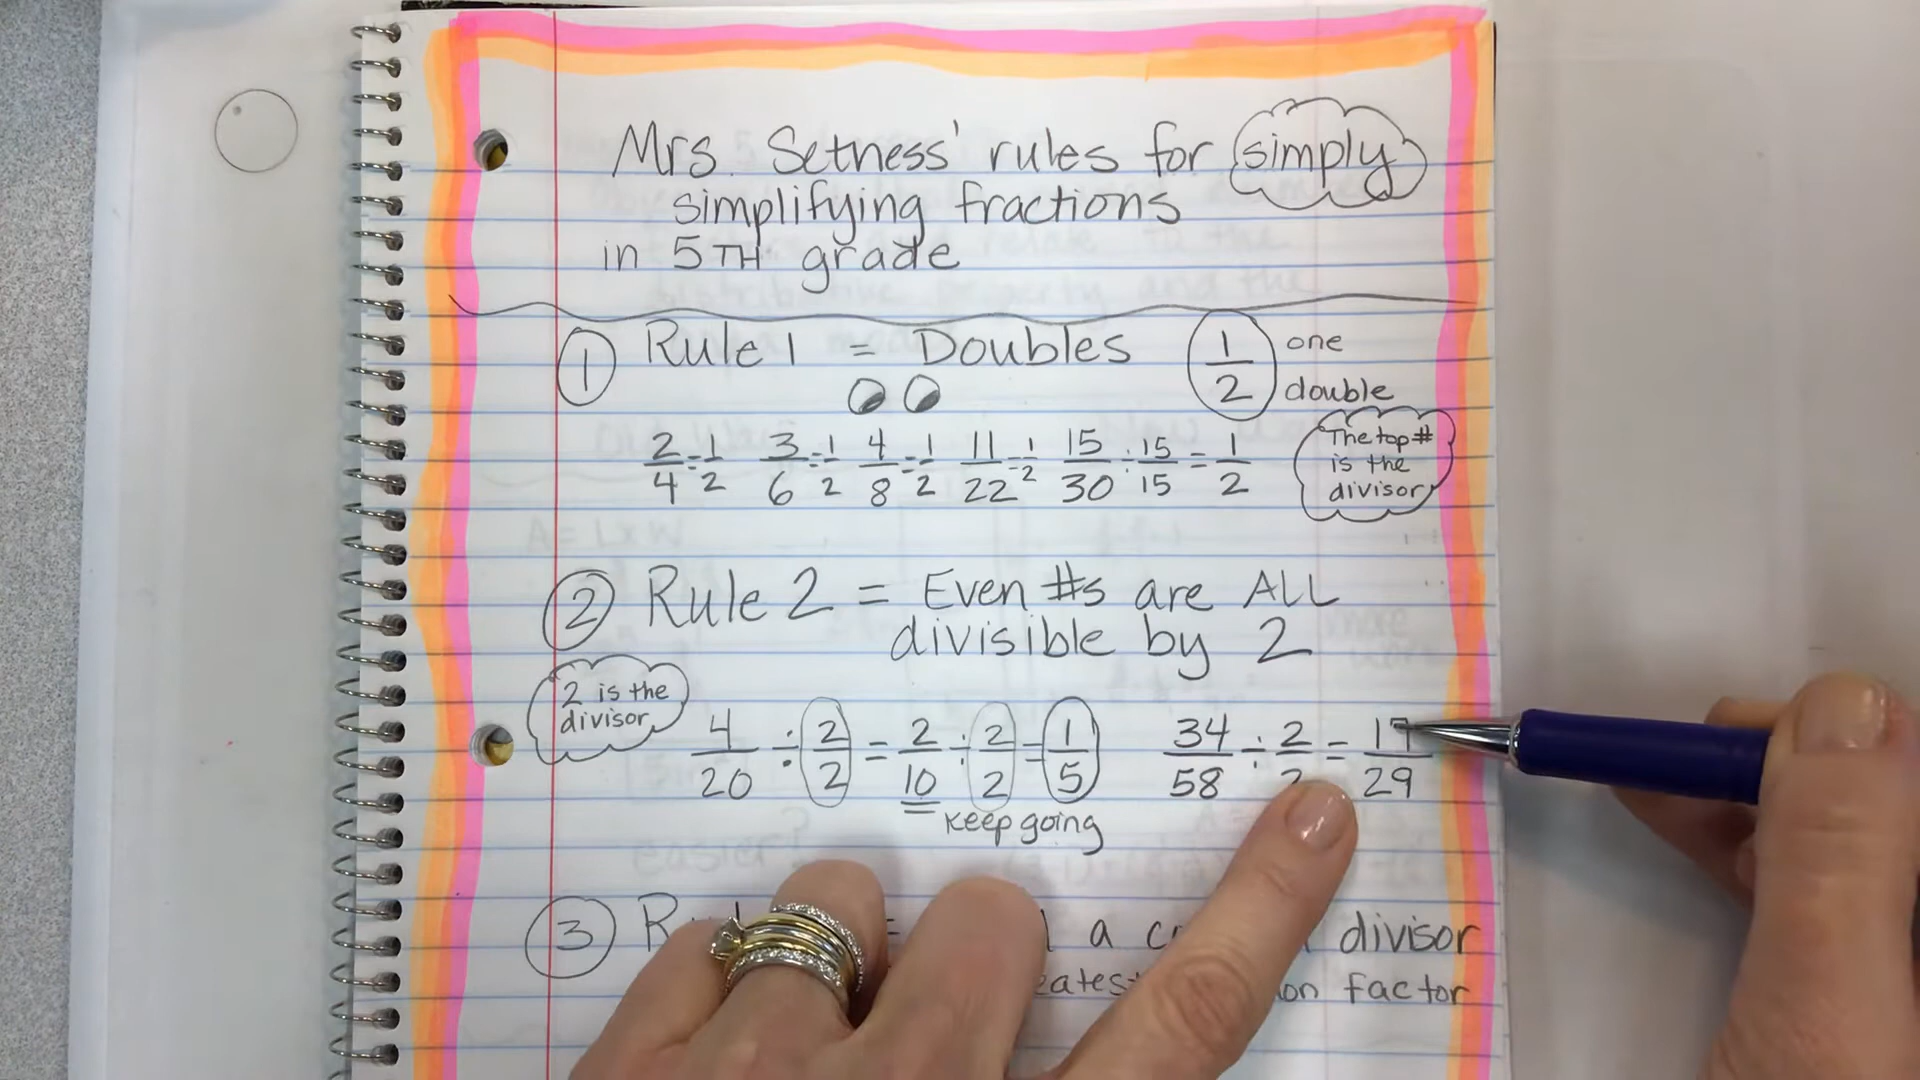 Mrs. Setness' rules for simply
simplifying fractions
in 5TH grade
1 Rule 1 = Doubles 1/2 one double
2/4 = 1/2 3/6 = 1/2 4/8 = 1/2 11/22 = 1/2 15/30 ÷ 15/15 = 1/2
The top #
is the
divisor
2 Rule 2 = Even #s are ALL
divisible by 2
2 is the
divisor
4/20 ÷ 2/2 = 2/10 ÷ 2/2 = 1/5 34/58 ÷ 2/2 = 17/29
keep going
3 a divisor
factor